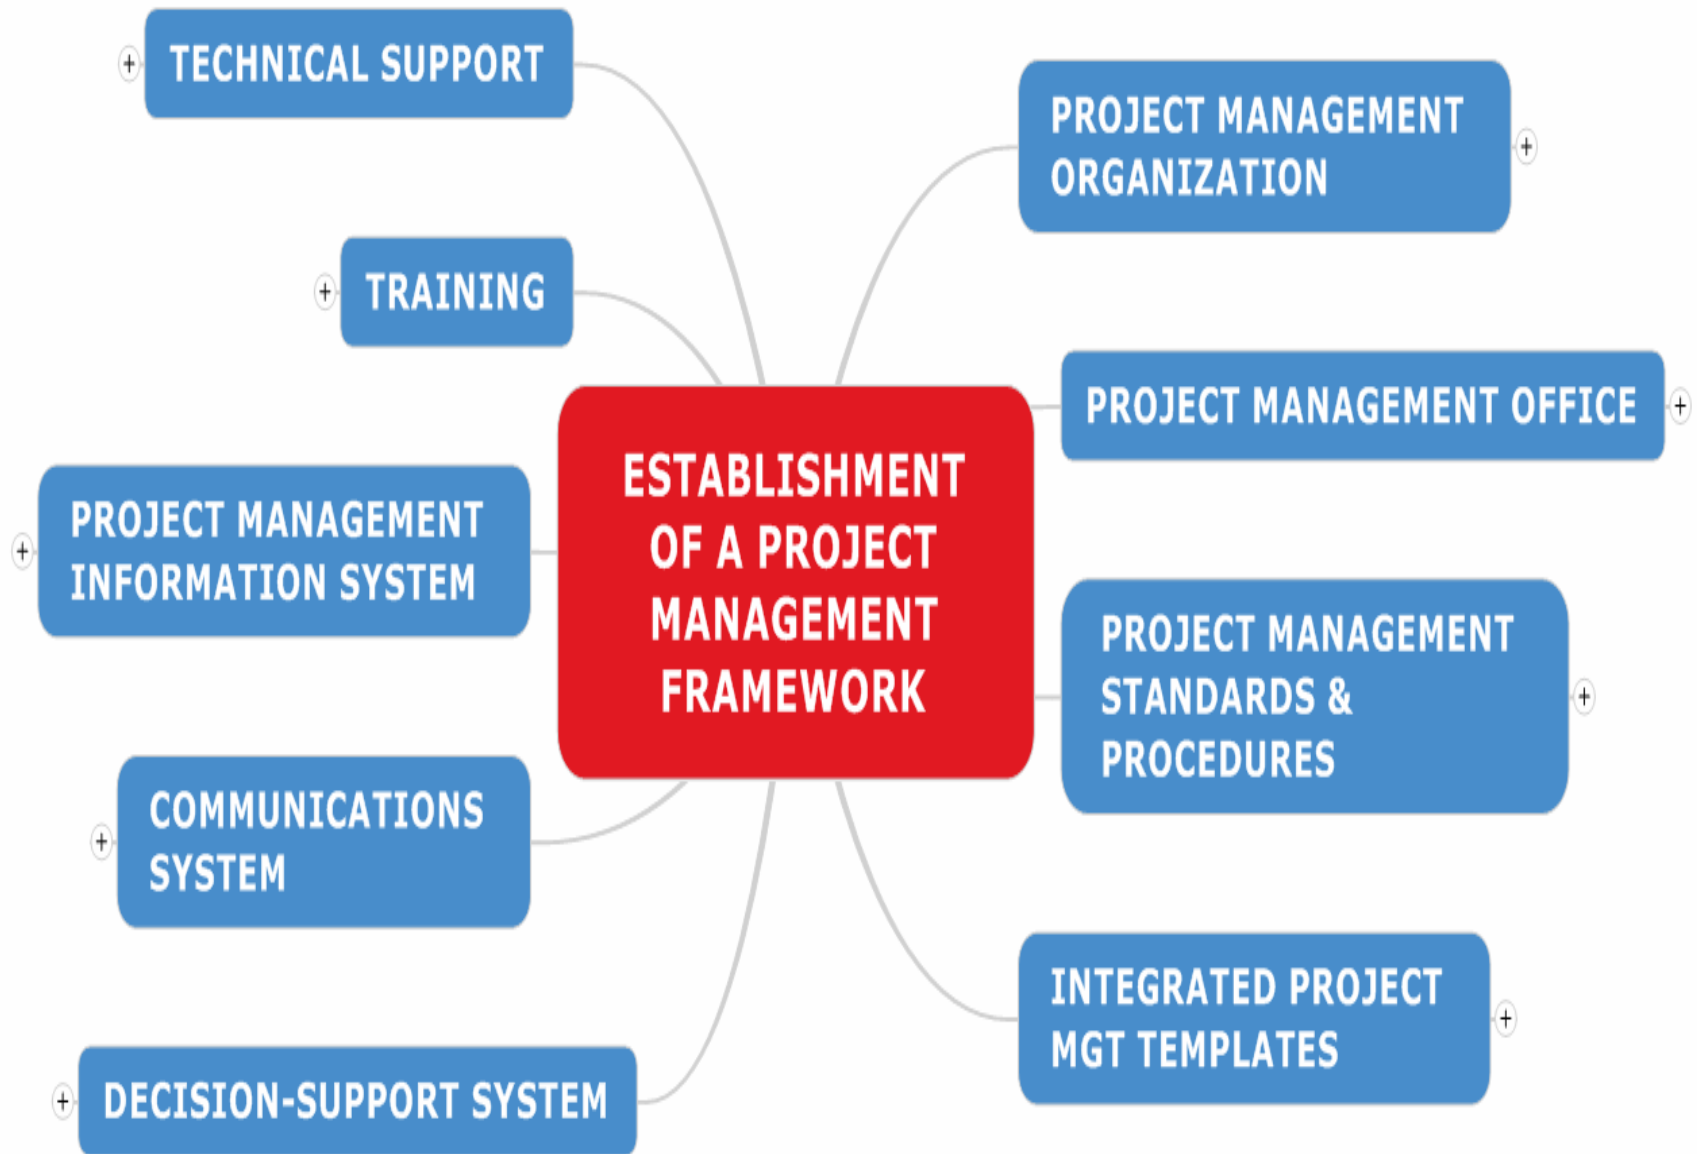 TECHNICAL SUPPORT
PROJECT MANAGEMENT
ORGANIZATION
TRAINING
PROJECT MANAGEMENT OFFICE
ESTABLISHMENT
OF A PROJECT
MANAGEMENT
FRAMEWORK
PROJECT MANAGEMENT
INFORMATION SYSTEM
PROJECT MANAGEMENT
STANDARDS &
PROCEDURES
COMMUNICATIONS
SYSTEM
INTEGRATED PROJECT
MGT TEMPLATES
DECISION-SUPPORT SYSTEM